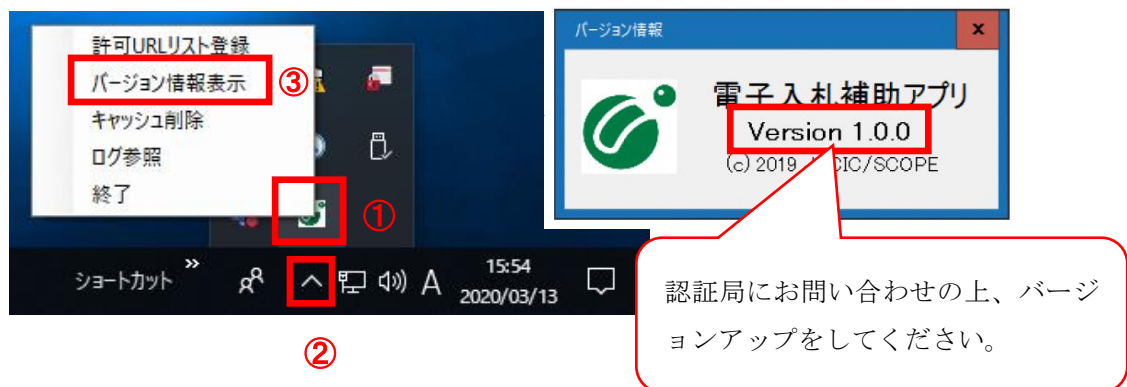 許可URLリスト登録
バージョン情報表示
③
キャッシュ削除
ログ参照
終了
①
ショートカット
»
A
15:54
2020/03/13
②
バージョン情報
x
電子入札補助アプリ
Version 1.0.0
(c) 2019 CIC/SCOPE
認証局にお問い合わせの上、バージ
ョンアップをしてください。